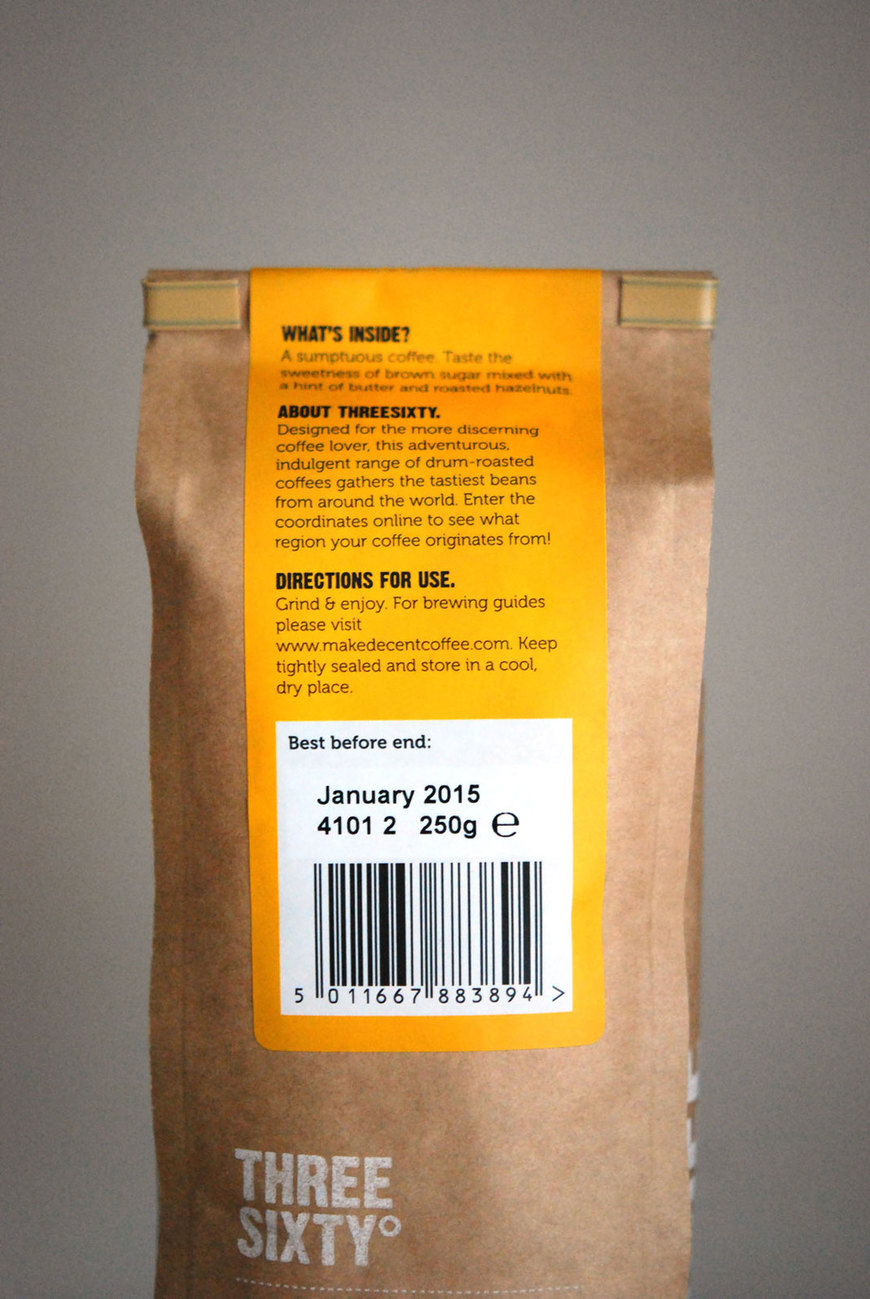 WHAT'S INSIDE?
A sumptuous coffee. Taste the
sweetness of brown sugar mixed with
a hint of butter and roasted hazelnuts.
ABOUT THREESIXTY.
Designed for the more discerning
coffee lover, this adventurous,
indulgent range of drum-roasted
coffees gathers the tastiest beans
from around the world. Enter the
coordinates online to see what
region your coffee originates from!
DIRECTIONS FOR USE.
Grind & enjoy. For brewing guides
please visit
www.makedecentcoffee.com. Keep
tightly sealed and store in a cool,
dry place.
Best before end:
January 2015
4101 2 250g ℮
5 011667 883894 >
THREE
SIXTY°